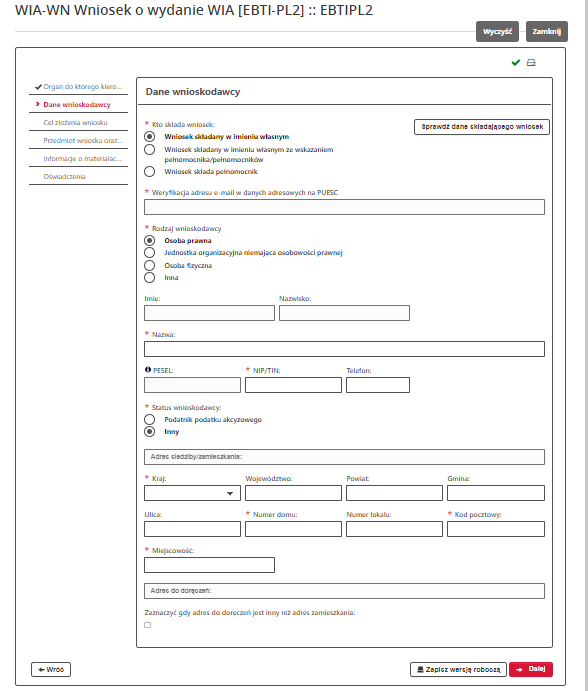 WIA-WN Wniosek o wydanie WIA [EBTI-PL2] :: EBTIPL2
Wyczyść
Zamknij
Organ do którego kiero...
Dane wnioskodawcy
Cel złożenia wniosku
Przedmiot wniosku oraz...
Informacje o materiałac...
Oświadczenia
Dane wnioskodawcy
* Kto składa wniosek:
Sprawdź dane składającego wniosek
Wniosek składany w imieniu własnym
Wniosek składany w imieniu własnym ze wskazaniem
pełnomocnika/pełnomocników
Wniosek składa pełnomocnik
* Weryfikacja adresu e-mail w danych adresowych na PUESC
* Rodzaj wnioskodawcy
Osoba prawna
Jednostka organizacyjna niemająca osobowości prawnej
Osoba fizyczna
Inna
Imię: Nazwisko:
* Nazwa:
PESEL: * NIP/TIN: Telefon:
* Status wnioskodawcy:
Podatnik podatku akcyzowego
Inny
Adres siedziby/zamieszkania:
* Kraj: Województwo: Powiat: Gmina:
Ulica: * Numer domu: Numer lokalu: * Kod pocztowy:
* Miejscowość:
Adres do doręczeń:
Zaznaczyć gdy adres do doręczeń jest inny niż adres zamieszkania:
Wróć
Zapisz wersję roboczą
Dalej